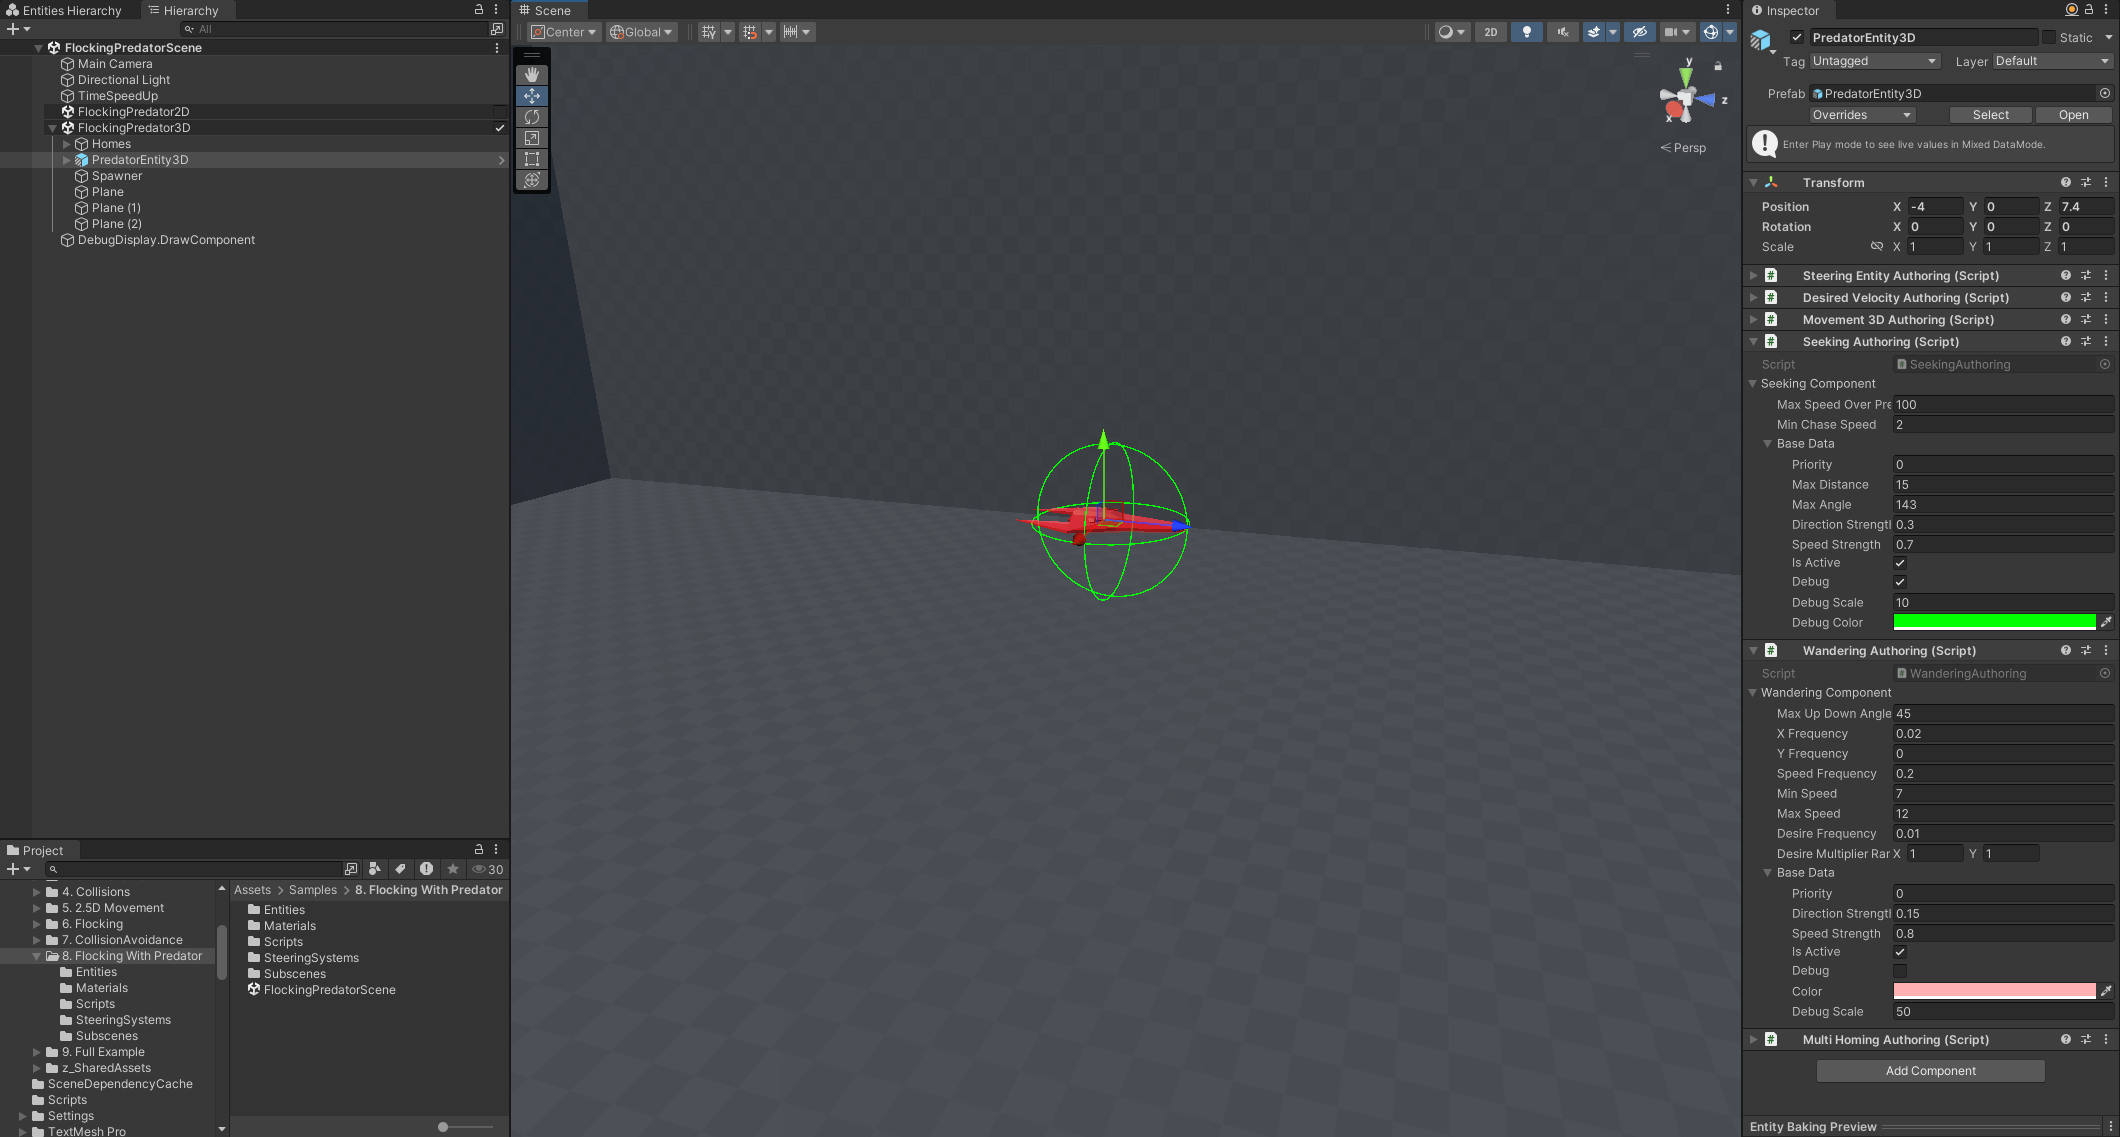 Entities Hierarchy
Hierarchy
All
FlockingPredatorScene
Main Camera
Directional Light
TimeSpeedUp
FlockingPredator2D
FlockingPredator3D
Homes
PredatorEntity3D
Spawner
Plane
Plane (1)
Plane (2)
DebugDisplay.DrawComponent
Project
30
4. Collisions
5. 2.5D Movement
6. Flocking
7. CollisionAvoidance
8. Flocking With Predator
Entities
Materials
Scripts
SteeringSystems
Subscenes
9. Full Example
z_SharedAssets
SceneDependencyCache
Scripts
Settings
TextMesh Pro
Assets > Samples > 8. Flocking With Predator
Entities
Materials
Scripts
SteeringSystems
Subscenes
FlockingPredatorScene
Scene
Center
Global
2D
y
z
x
Persp
Inspector
PredatorEntity3D
Static
Tag Untagged Layer Default
Prefab PredatorEntity3D
Overrides Select Open
Enter Play mode to see live values in Mixed DataMode.
Transform
Position X -4 Y 0 Z 7.4
Rotation X 0 Y 0 Z 0
Scale X 1 Y 1 Z 1
# Steering Entity Authoring (Script)
# Desired Velocity Authoring (Script)
# Movement 3D Authoring (Script)
# Seeking Authoring (Script)
Script SeekingAuthoring
Seeking Component
Max Speed Over Pre 100
Min Chase Speed 2
Base Data
Priority 0
Max Distance 15
Max Angle 143
Direction Strengt 0.3
Speed Strength 0.7
Is Active
Debug
Debug Scale 10
Debug Color
# Wandering Authoring (Script)
Script WanderingAuthoring
Wandering Component
Max Up Down Angle 45
X Frequency 0.02
Y Frequency 0
Speed Frequency 0.2
Min Speed 7
Max Speed 12
Desire Frequency 0.01
Desire Multiplier Rar X 1 Y 1
Base Data
Priority 0
Direction Strengt 0.15
Speed Strength 0.8
Is Active
Debug
Color
Debug Scale 50
# Multi Homing Authoring (Script)
Add Component
Entity Baking Preview